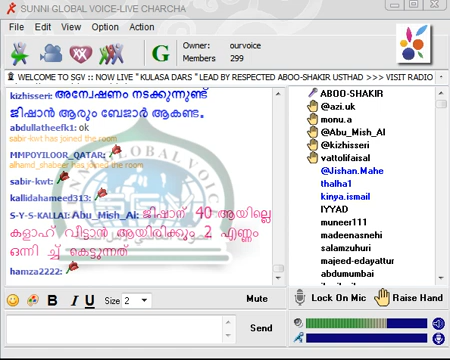 SUNNI GLOBAL VOICE-LIVE CHARCHA
File Edit View Option Action
G
Owner: ourvoice
Members 299
WELCOME TO SGV :: NOW LIVE " KULASA DARS " LEAD BY RESPECTED ABOO-SHAKIR USTHAD >>> VISIT RADIO
kizhisseri: അന്വേഷണം നടക്കുന്നുണ്ട്
ജിഷാൻ ആരും ബേജാർ ആകണ്ട.
abdullatheefk1: ok
sabir-kwt has joined the room
MMPOYILOOR_QATAR:
alhamd_shabeer has joined the room
sabir-kwt:
kallidahameed313:
S-Y-S-KALLAI: Abu_Mish_Al: ജിഷാന് 40 ആയില്ലെ
കളാഹ് വീട്ടാൻ ആയിരിക്കും 2 എണ്ണം
ഒന്നി ച്ച് കെട്ടുന്നത്
hamza2222:
ABOO-SHAKIR
@azi.uk
monu.a
@Abu_Mish_Al
@kizhisseri
vattolifaisal
@Jishan.Mahe
thalha1
kinya.ismail
IYYAD
muneer111
madeenasnehi
salamzuhuri
majeed-edayattur
abdumumbai
B I U Size 2 Mute
Lock On Mic Raise Hand
Send